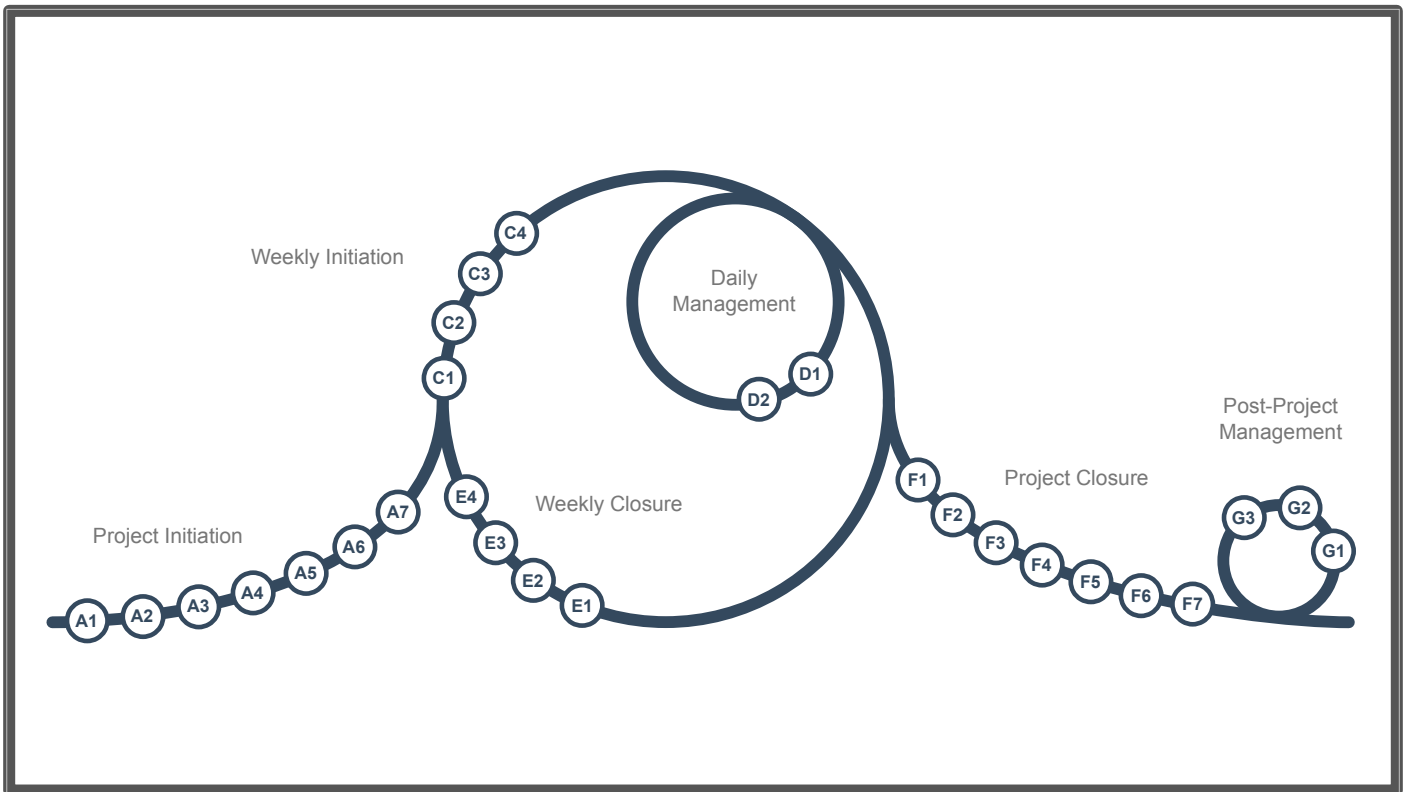 Project Initiation
A1
A2
A3
A4
A5
A6
A7
Weekly Initiation
C1
C2
C3
C4
Daily
Management
D1
D2
Weekly Closure
E1
E2
E3
E4
Project Closure
F1
F2
F3
F4
F5
F6
F7
Post-Project
Management
G1
G2
G3